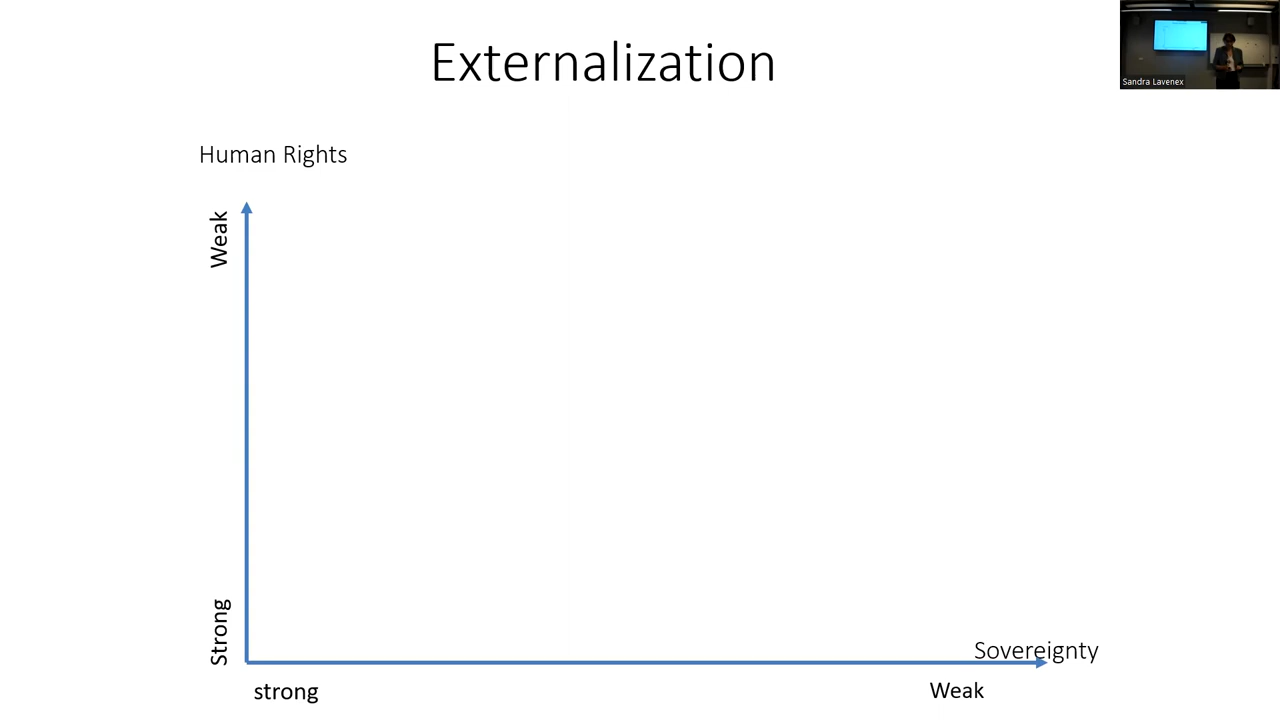 Externalization
Sandra Lavenex
Human Rights
Weak
Strong
Sovereignty
strong
Weak